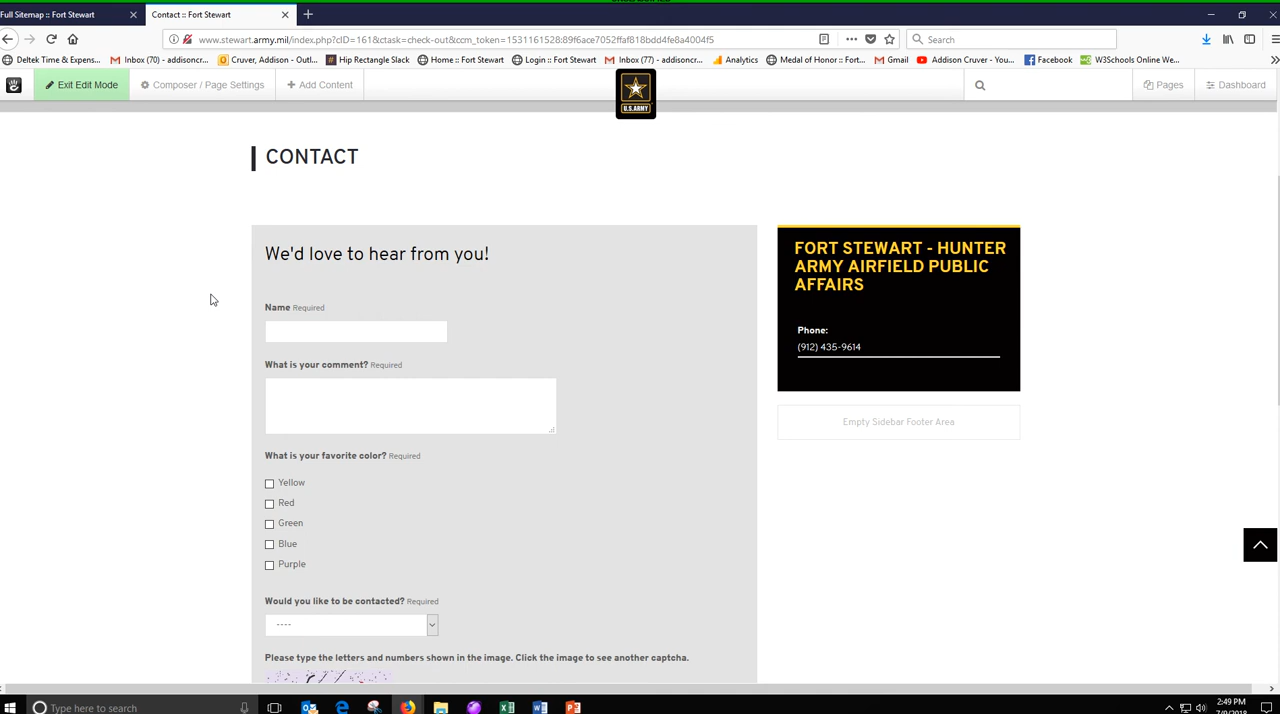 Full Sitemap :: Fort Stewart
Contact :: Fort Stewart
www.stewart.army.mil/index.php?cID=161&ctask=check-out&ccm_token=1531161528:89f6ace7052ffaf818bdd4fe8a4004f5
Search
Deltek Time & Expens... Inbox (70) - addisoncr... Cruver, Addison - Outl... Hip Rectangle Slack Home :: Fort Stewart Login :: Fort Stewart Inbox (77) - addisoncr... Analytics Medal of Honor :: Fort... Gmail Addison Cruver - You... Facebook W3Schools Online We...
Exit Edit Mode Composer / Page Settings Add Content Pages Dashboard
U.S.ARMY
CONTACT
We'd love to hear from you!
Name Required
What is your comment? Required
What is your favorite color? Required
Yellow
Red
Green
Blue
Purple
Would you like to be contacted? Required
----
Please type the letters and numbers shown in the image. Click the image to see another captcha.
FORT STEWART - HUNTER
ARMY AIRFIELD PUBLIC
AFFAIRS
Phone:
(912) 435-9614
Empty Sidebar Footer Area
Type here to search
2:49 PM
7/9/2018